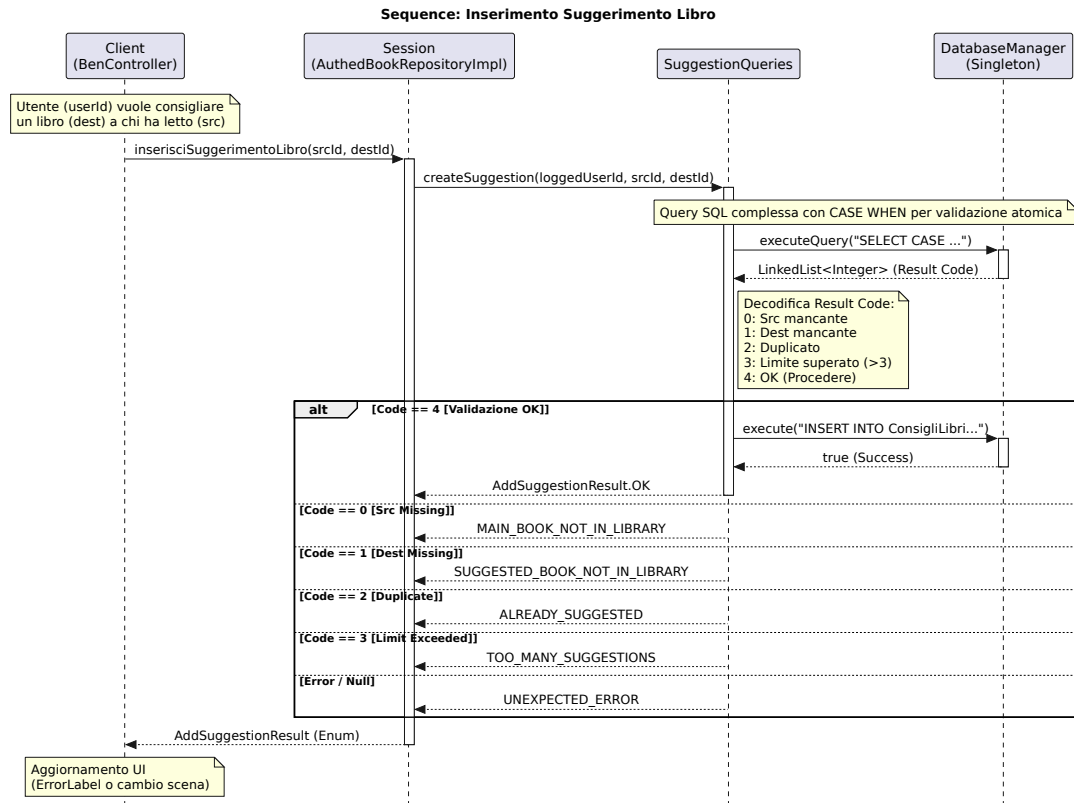 Sequence: Inserimento Suggerimento Libro
Client
(BenController)
Session
(AuthedBookRepositoryImpl)
SuggestionQueries
DatabaseManager
(Singleton)
Utente (userId) vuole consigliare
un libro (dest) a chi ha letto (src)
inserisciSuggerimentoLibro(srcId, destId)
createSuggestion(loggedUserId, srcId, destId)
Query SQL complessa con CASE WHEN per validazione atomica
executeQuery("SELECT CASE ...")
LinkedList<Integer> (Result Code)
Decodifica Result Code:
0: Src mancante
1: Dest mancante
2: Duplicato
3: Limite superato (>3)
4: OK (Procedere)
alt [Code == 4 [Validazione OK]]
execute("INSERT INTO ConsigliLibri...")
true (Success)
AddSuggestionResult.OK
[Code == 0 [Src Missing]]
MAIN_BOOK_NOT_IN_LIBRARY
[Code == 1 [Dest Missing]]
SUGGESTED_BOOK_NOT_IN_LIBRARY
[Code == 2 [Duplicate]]
ALREADY_SUGGESTED
[Code == 3 [Limit Exceeded]]
TOO_MANY_SUGGESTIONS
[Error / Null]
UNEXPECTED_ERROR
AddSuggestionResult (Enum)
Aggiornamento UI
(ErrorLabel o cambio scena)